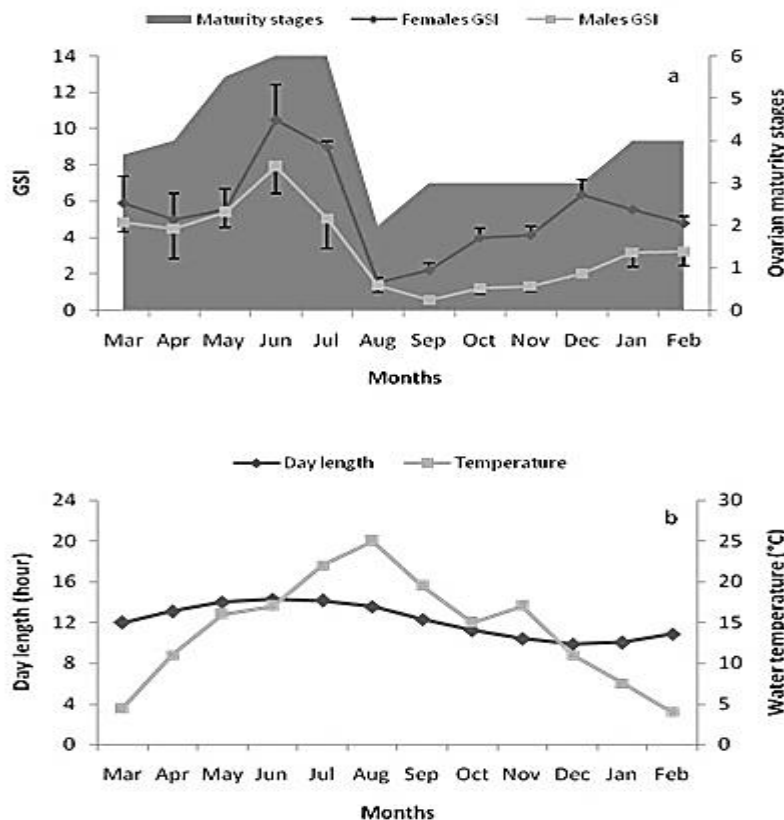 Maturity stages Females GSI Males GSI
a
GSI
14
12
10
8
6
4
2
0
Ovarian maturity stages
6
5
4
3
2
1
0
Mar Apr May Jun Jul Aug Sep Oct Nov Dec Jan Feb
Months
Day length Temperature
b
Day length (hour)
24
20
16
12
8
4
0
Water temperature (°C)
30
25
20
15
10
5
0
Mar Apr May Jun Jul Aug Sep Oct Nov Dec Jan Feb
Months